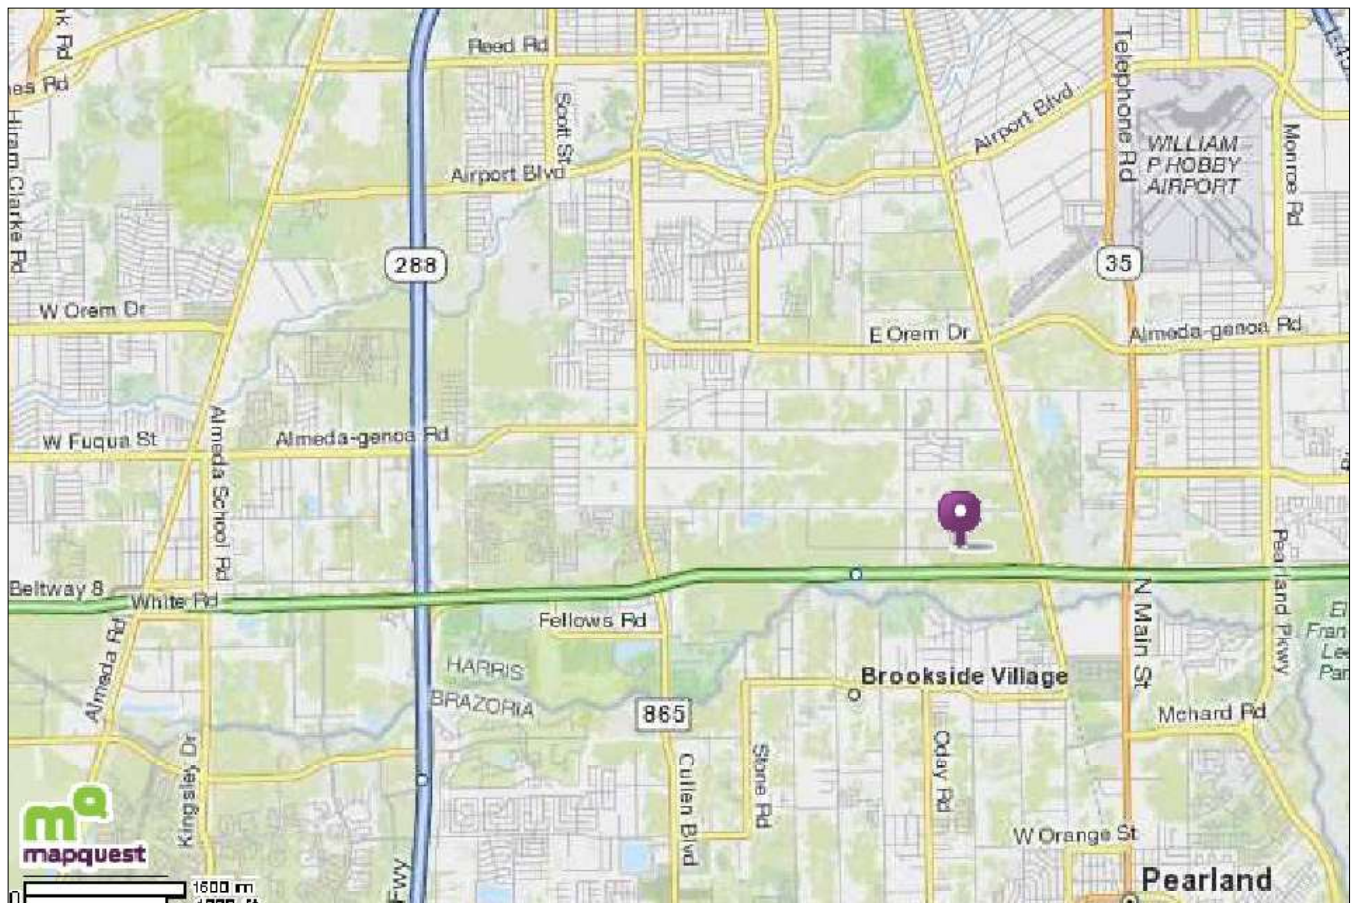 Reed Rd
Scott St
Airport Blvd.
Telephone Rd
WILLIAM
P HOBBY
AIRPORT
Monroe Rd
Hiram Clarke Rd
Airport Blvd
288
35
W Orem Dr
E Orem Dr
Almeda-genoa Rd
W Fuqua St
Almeda-genoa Rd
Almeda School Rd
Beltway 8
White Rd
Fellows Rd
N Main St
Pearland Pkwy
Almeda Rd
HARRIS
BRAZORIA
Brookside Village
865
Mchard Rd
Kingsley Dr
Cullen Blvd
Stone Rd
Oday Rd
W Orange St
mq
mapquest
Fwy
Pearland
1600 m